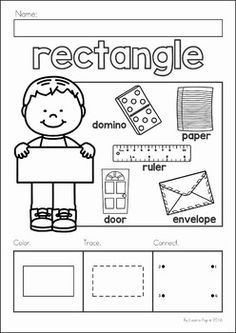 Name:
rectangle
domino
paper
ruler
door
envelope
Color.
Trace.
Connect.